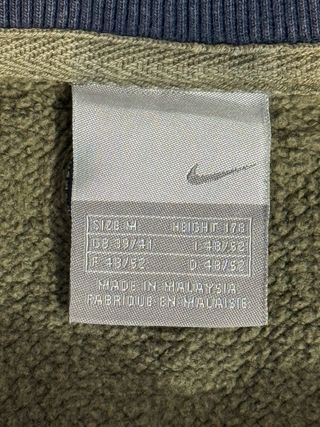 SIZE M HEIGHT 178
GB 39/41 I 48/52
F 48/52 D 48/52
MADE IN MALAYSIA
FABRIQUE EN MALAISIE